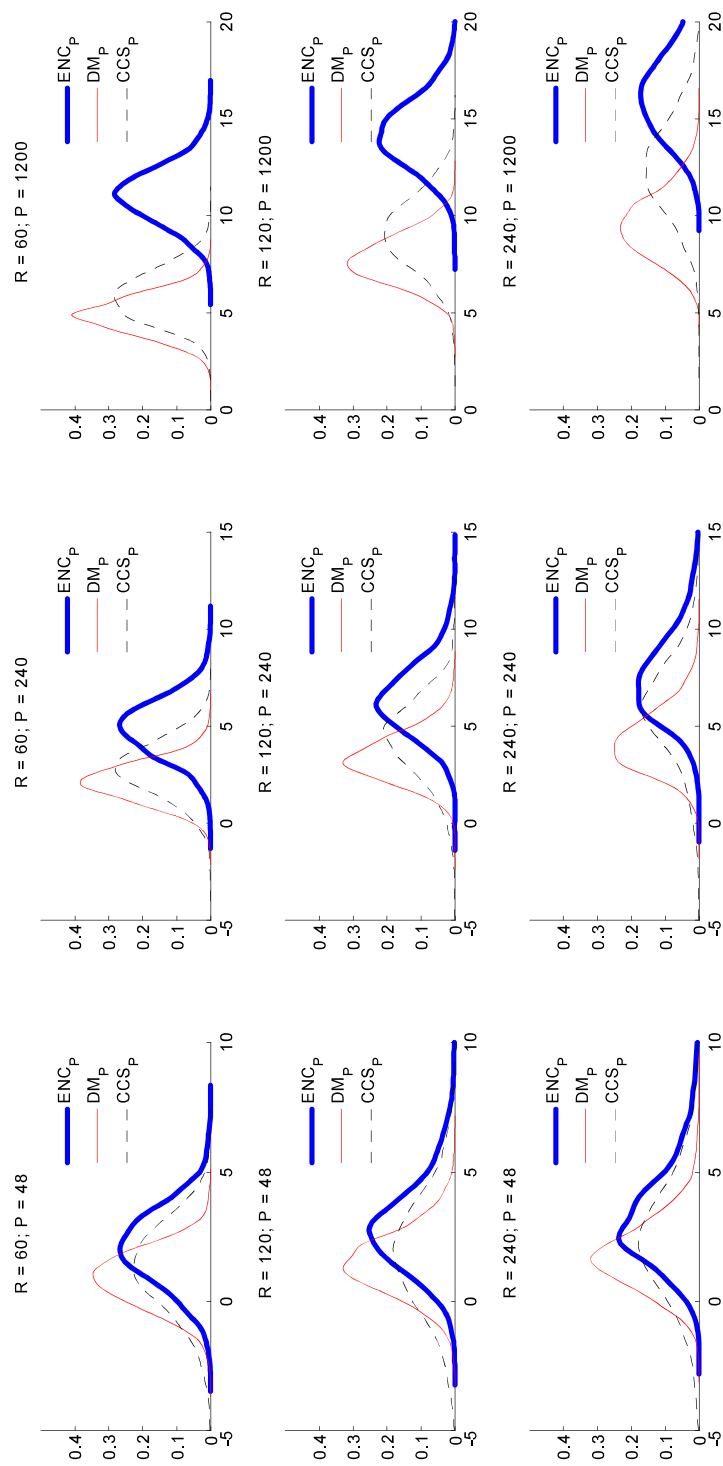 R = 60; P = 48
0.4
0.3
0.2
0.1
0
ENC_P
DM_P
CCS_P
-5 0 5 10
R = 60; P = 240
0.4
0.3
0.2
0.1
0
ENC_P
DM_P
CCS_P
-5 0 5 10 15
R = 60; P = 1200
0.4
0.3
0.2
0.1
0
ENC_P
DM_P
CCS_P
0 5 10 15 20
R = 120; P = 48
0.4
0.3
0.2
0.1
0
ENC_P
DM_P
CCS_P
-5 0 5 10
R = 120; P = 240
0.4
0.3
0.2
0.1
0
ENC_P
DM_P
CCS_P
-5 0 5 10 15
R = 120; P = 1200
0.4
0.3
0.2
0.1
0
ENC_P
DM_P
CCS_P
0 5 10 15 20
R = 240; P = 48
0.4
0.3
0.2
0.1
0
ENC_P
DM_P
CCS_P
-5 0 5 10
R = 240; P = 240
0.4
0.3
0.2
0.1
0
ENC_P
DM_P
CCS_P
-5 0 5 10 15
R = 240; P = 1200
0.4
0.3
0.2
0.1
0
ENC_P
DM_P
CCS_P
0 5 10 15 20